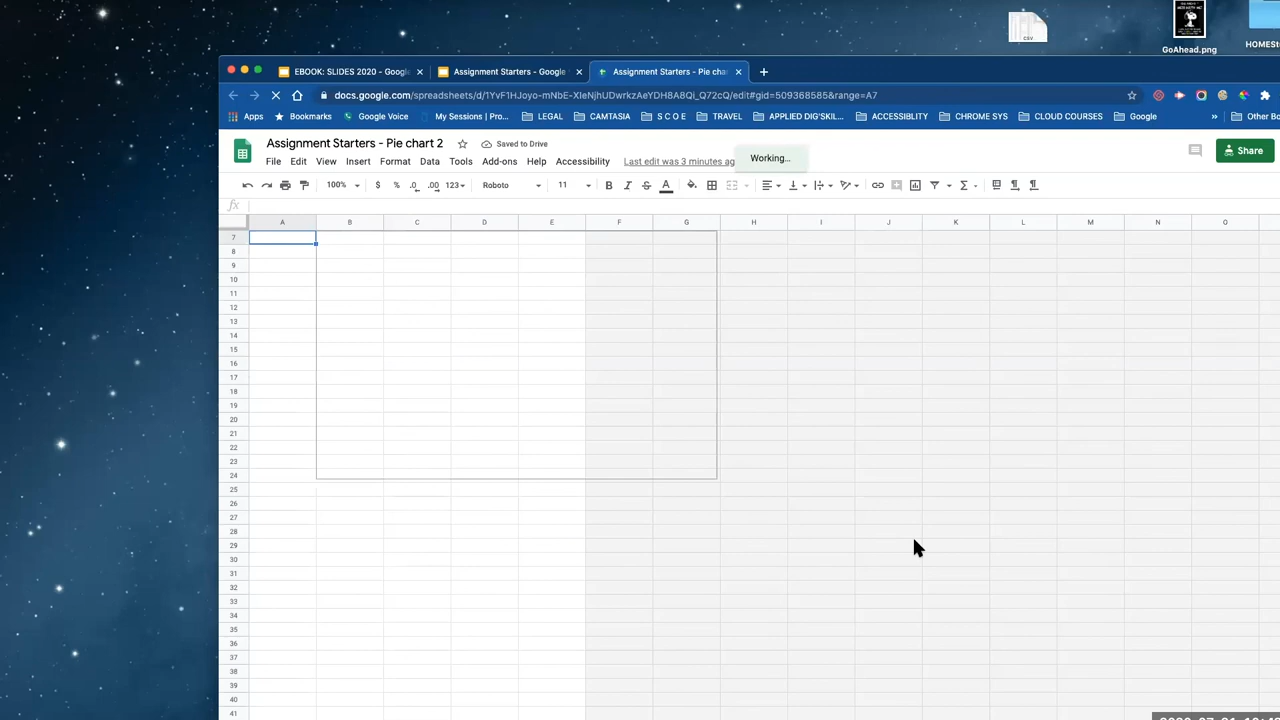 CSV
GoAhead.png
HOMESt
EBOOK: SLIDES 2020 - Google
Assignment Starters - Google
Assignment Starters - Pie cha
docs.google.com/spreadsheets/d/1YvF1HJoyo-mNbE-XIeNjhUDwrkzAeYDH8A8Qi_Q72cQ/edit#gid=509368585&range=A7
Apps
Bookmarks
Google Voice
My Sessions | Pro...
LEGAL
CAMTASIA
S C O E
TRAVEL
APPLIED DIG'SKIL...
ACCESSIBLITY
CHROME SYS
CLOUD COURSES
Google
»
Other Bo
Assignment Starters - Pie chart 2
Saved to Drive
File Edit View Insert Format Data Tools Add-ons Help Accessibility
Last edit was 3 minutes ag
Working...
Share
100% $ % .0 .00 123 Roboto 11 B I S A Σ
fx
A B C D E F G H I J K L M N O
7
8
9
10
11
12
13
14
15
16
17
18
19
20
21
22
23
24
25
26
27
28
29
30
31
32
33
34
35
36
37
38
39
40
41